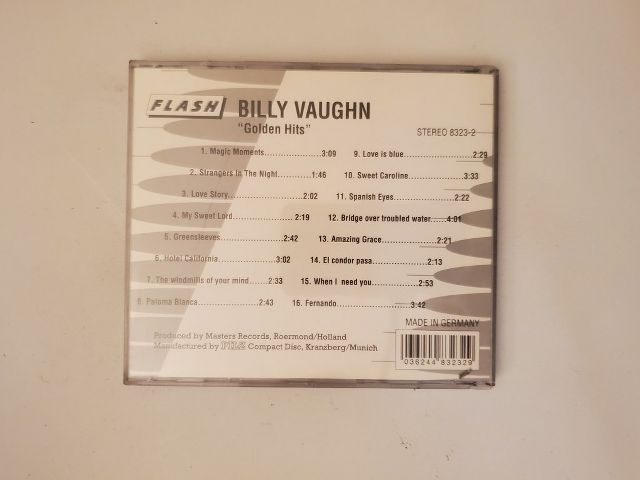 FLASH
BILLY VAUGHN
"Golden Hits"
STEREO 8323-2
1. Magic Moments....................3:09
2. Strangers In The Night..........1:46
3. Love Story..................2:02
4. My Sweet Lord.....................2:19
5. Greensleeves.....................2:42
6. Hotel California...................3:02
7. The windmills of your mind......2:33
8. Paloma Blanca....................2:43
9. Love is blue.......................2:29
10. Sweet Caroline...................3:33
11. Spanish Eyes....................2:22
12. Bridge over troubled water.....4:01
13. Amazing Grace..................2:21
14. El condor pasa..................2:13
15. When I need you................2:53
16. Fernando........................3:42
MADE IN GERMANY
Produced by Masters Records, Roermond/Holland
Manufactured by PILZ Compact Disc, Kranzberg/Munich
036244 832329